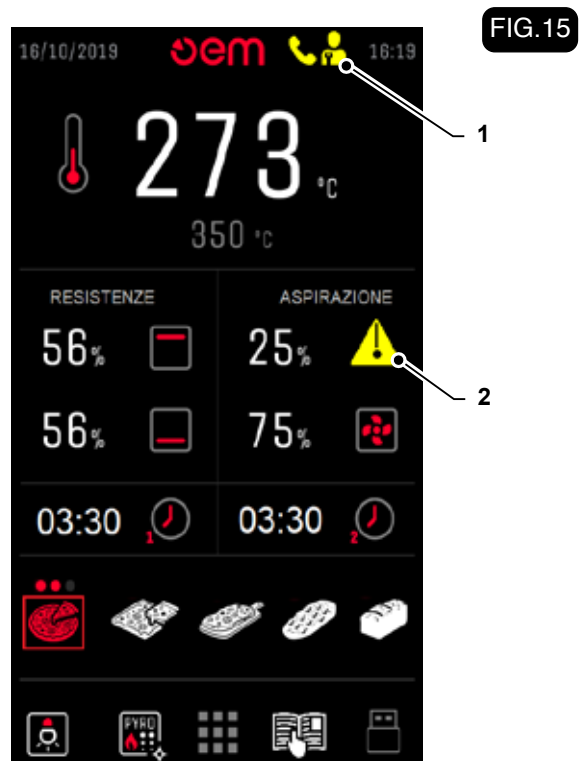 FIG.15
16/10/2019 oem 16:19
1
273 °C
350 °C
RESISTENZE ASPIRAZIONE
56% 25%
2
56% 75%
03:30 1 03:30 2
PYRO